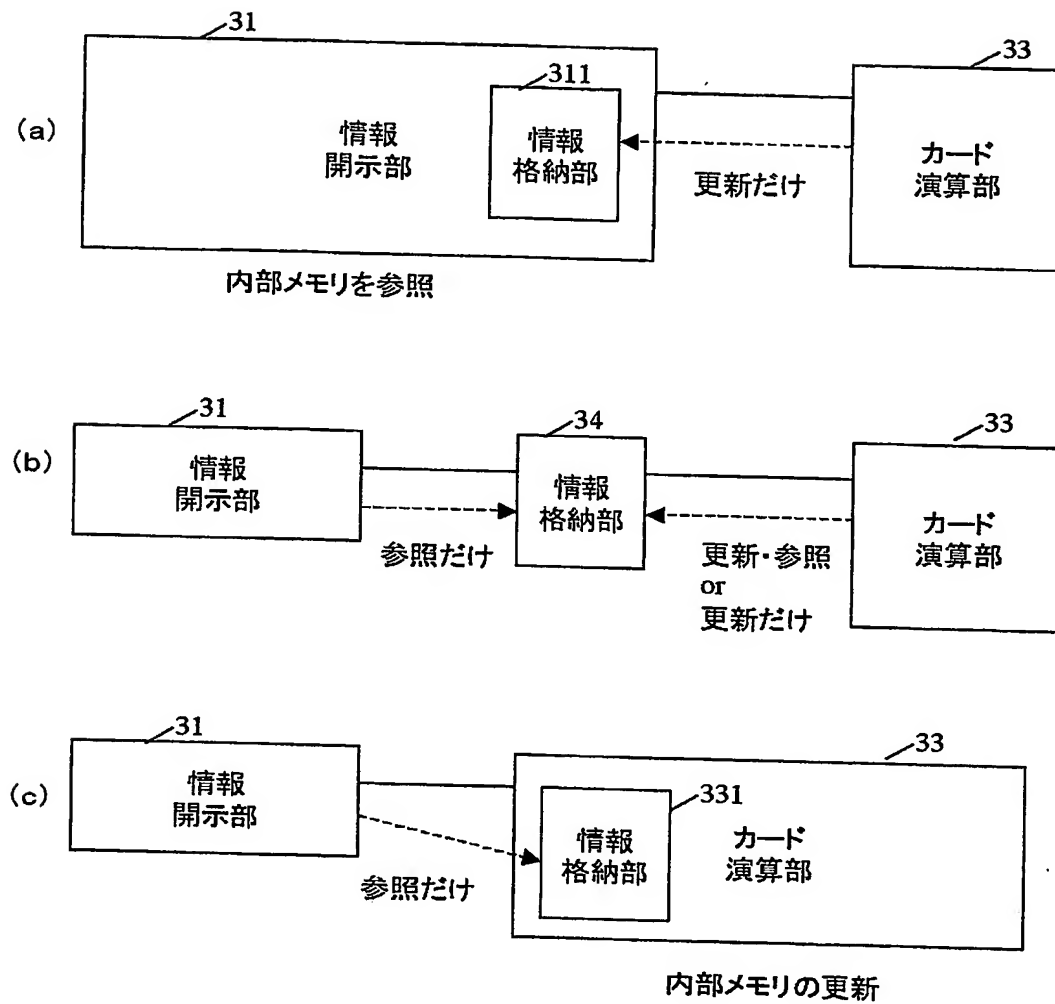 31
33
311
(a)
情報
開示部
情報
格納部
更新だけ
カード
演算部
内部メモリを参照
31
34
33
(b)
情報
開示部
参照だけ
情報
格納部
更新・参照
or
更新だけ
カード
演算部
31
33
(c)
情報
開示部
参照だけ
331
情報
格納部
カード
演算部
内部メモリの更新